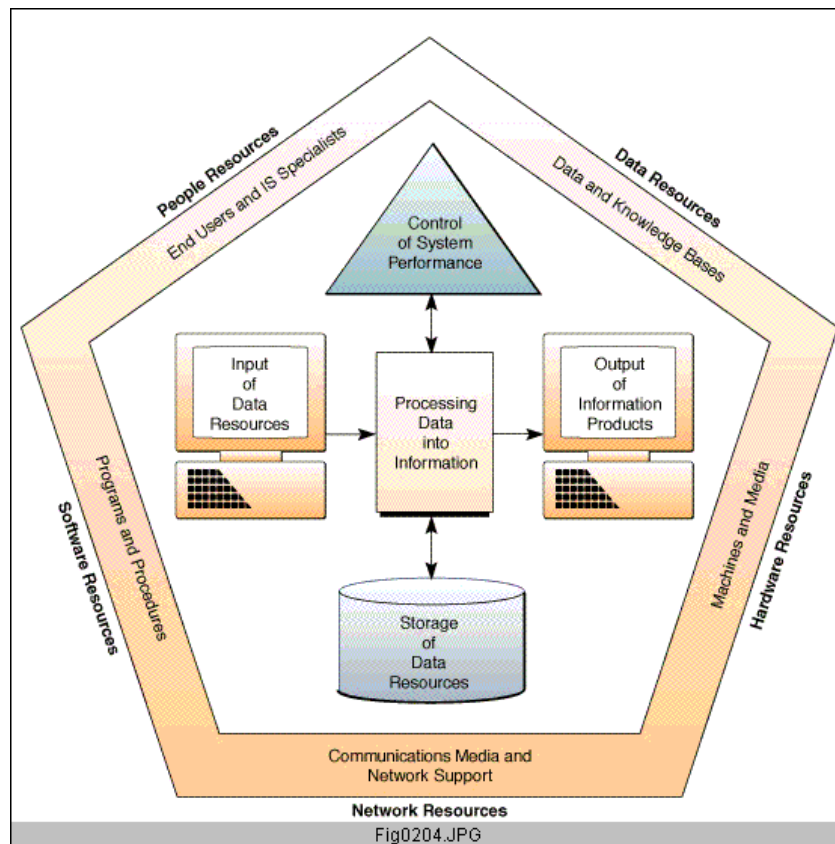 People Resources
End Users and IS Specialists
Data Resources
Data and Knowledge Bases
Control
of System
Performance
Input
of
Data
Resources
Processing
Data
into
Information
Output
of
Information
Products
Software Resources
Programs and Procedures
Machines and Media
Hardware Resources
Storage
of
Data
Resources
Communications Media and
Network Support
Network Resources
Fig0204.JPG